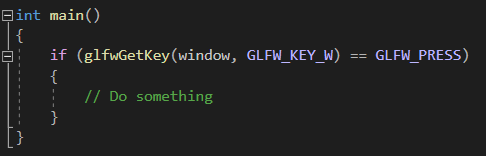 int main()
{
if (glfwGetKey(window, GLFW_KEY_W) == GLFW_PRESS)
{
// Do something
}
}